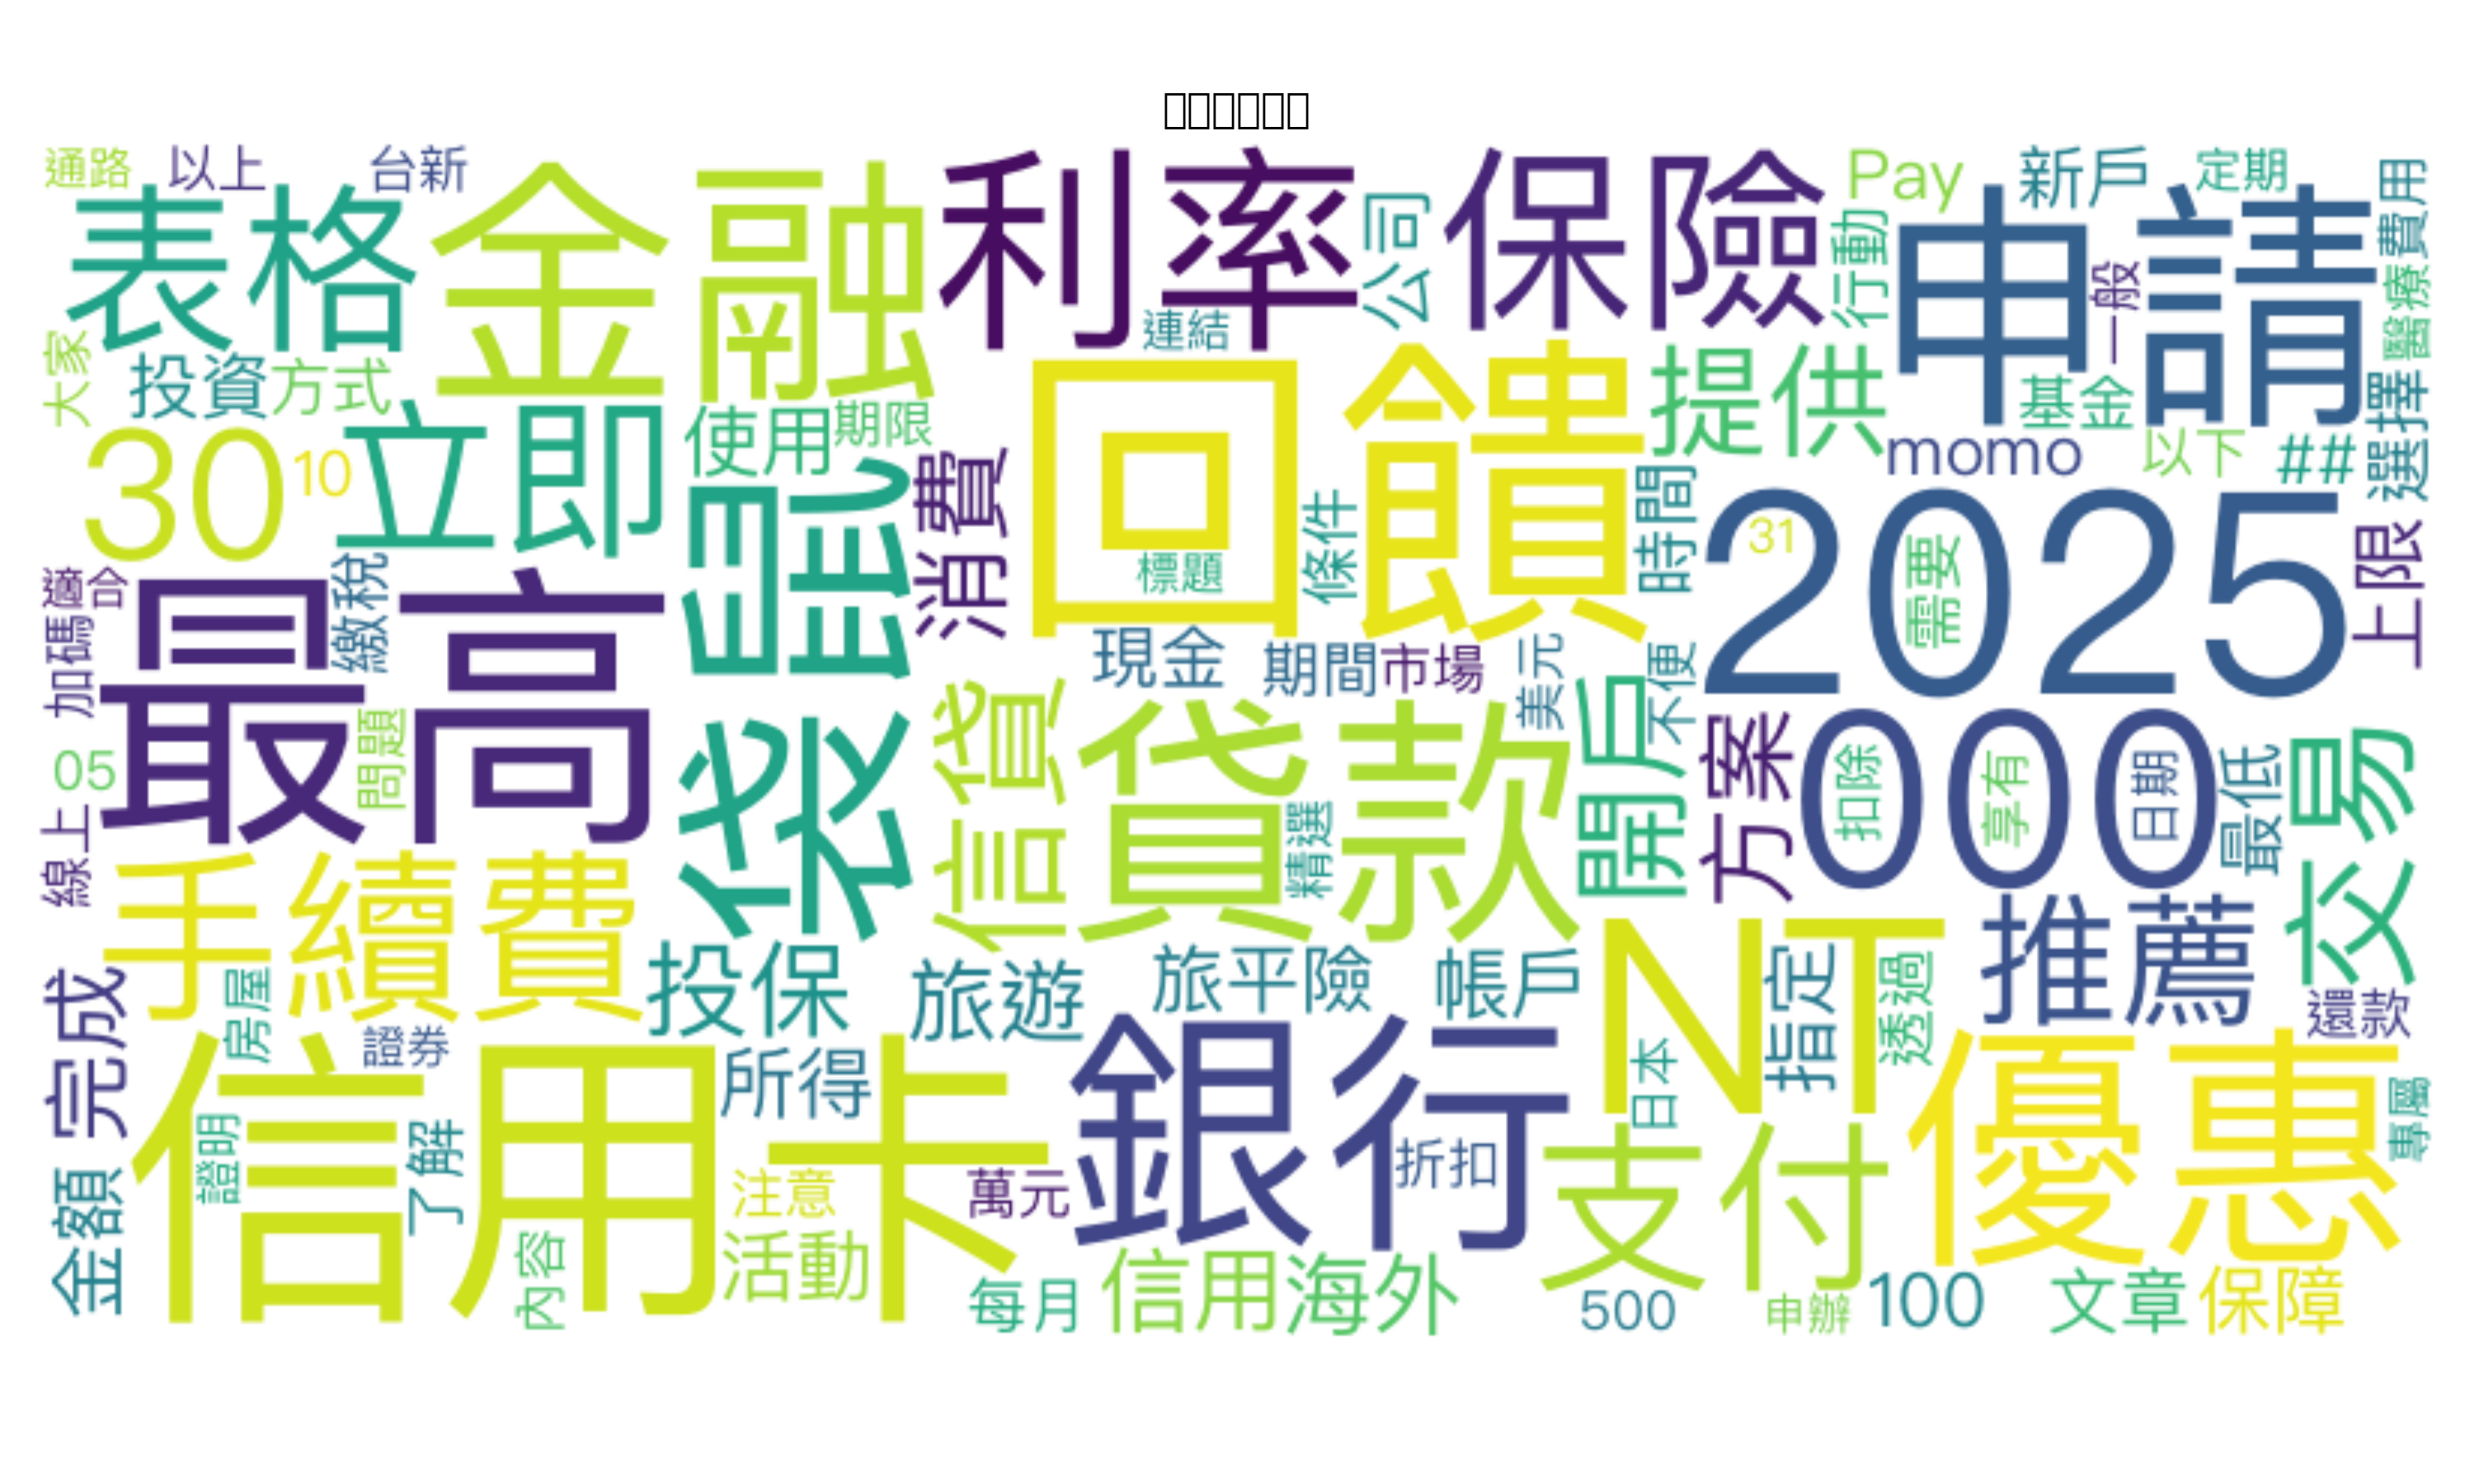 通路
以上
台新
表格
金融
利率
保險
公司
連結
Pay
新戶
定期
費用
行動
申請
一般
醫療
大家
投資
方式
使用
期限
回饋
提供
基金
選擇
30
10
立即
袋鼠
消費
標題
條件
時間
momo
以下
##
2025
31
需要
上限
適合
加碼
繳稅
最高
現金
期間
市場
美元
不便
信貸
貸款
開戶
方案
000
扣除
享有
日期
最低
交易
05
問題
線上
精選
手續費
投保
旅遊
旅平險
帳戶
NT
指定
透過
推薦
還款
完成
房屋
證券
信用卡
所得
銀行
日本
優惠
專屬
證明
了解
金額
注意
萬元
折扣
支付
內容
活動
每月
信用
海外
500
申辦
100
文章
保障